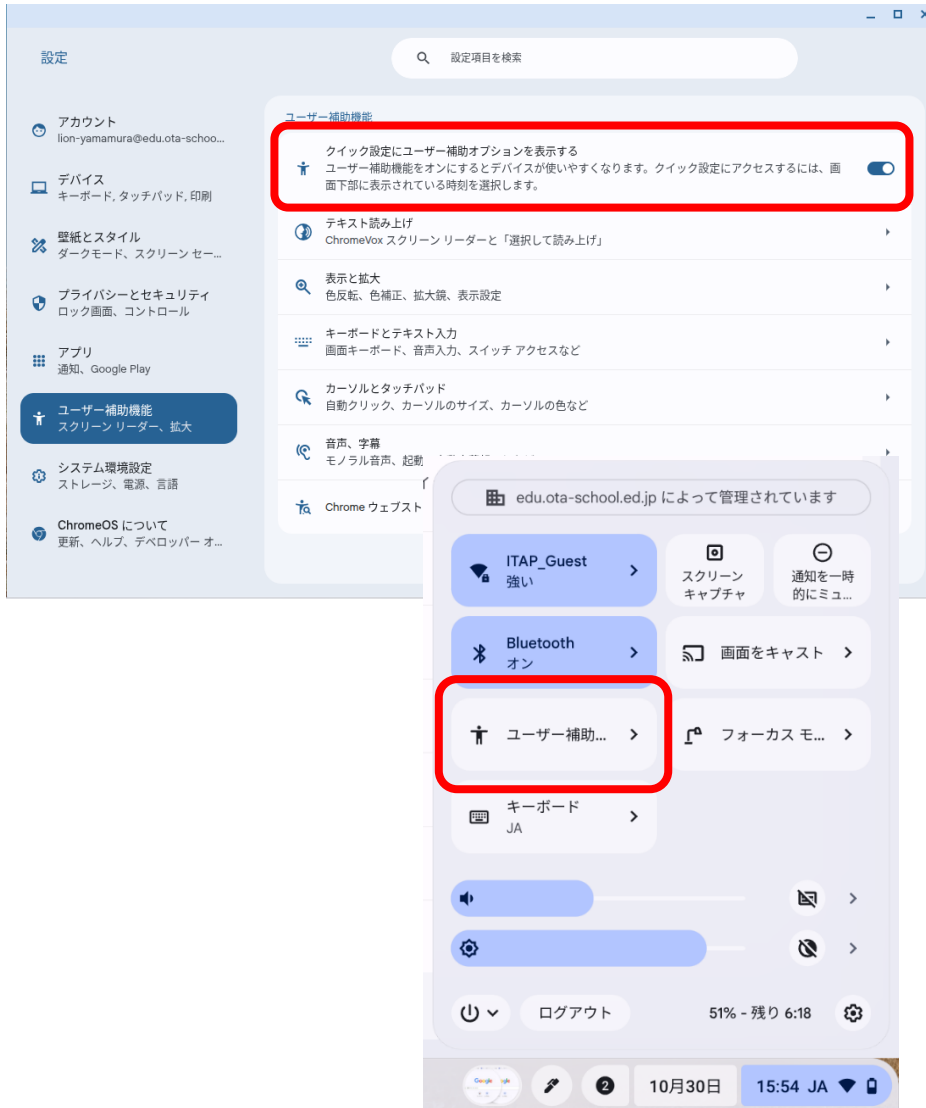 設定
設定項目を検索
アカウント
lion-yamamura@edu.ota-schoo...
デバイス
キーボード, タッチパッド, 印刷
壁紙とスタイル
ダークモード、スクリーン セー...
プライバシーとセキュリティ
ロック画面、コントロール
アプリ
通知、Google Play
ユーザー補助機能
スクリーン リーダー、拡大
システム環境設定
ストレージ、電源、言語
ChromeOS について
更新、ヘルプ、デベロッパー オ...
ユーザー補助機能
クイック設定にユーザー補助オプションを表示する
ユーザー補助機能をオンにするとデバイスが使いやすくなります。クイック設定にアクセスするには、画
面下部に表示されている時刻を選択します。
テキスト読み上げ
ChromeVox スクリーン リーダーと「選択して読み上げ」
表示と拡大
色反転、色補正、拡大鏡、表示設定
キーボードとテキスト入力
画面キーボード、音声入力、スイッチ アクセスなど
カーソルとタッチパッド
自動クリック、カーソルのサイズ、カーソルの色など
音声、字幕
モノラル音声、起動
Chrome ウェブスト
edu.ota-school.ed.jp によって管理されています
ITAP_Guest
強い
スクリーン
キャプチャ
通知を一時
的にミュ...
Bluetooth
オン
画面をキャスト
ユーザー補助...
フォーカス モ...
キーボード
JA
ログアウト
51% - 残り 6:18
2
10月30日
15:54 JA